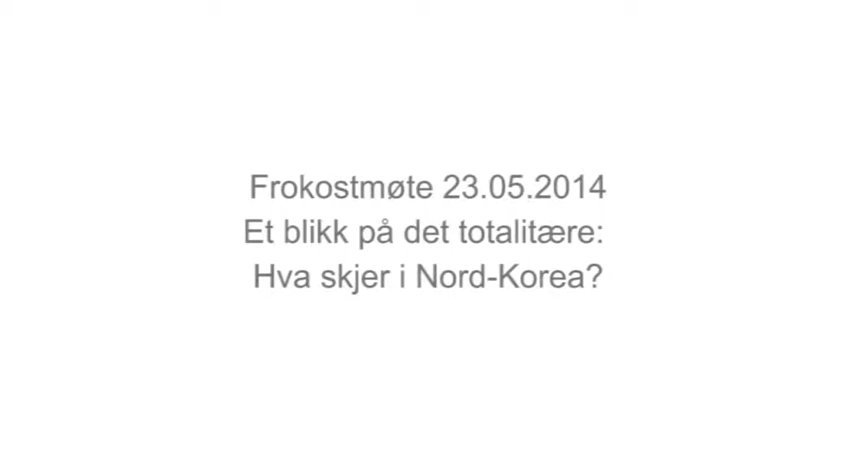 Frokostmøte 23.05.2014
Et blikk på det totalitære:
Hva skjer i Nord-Korea?